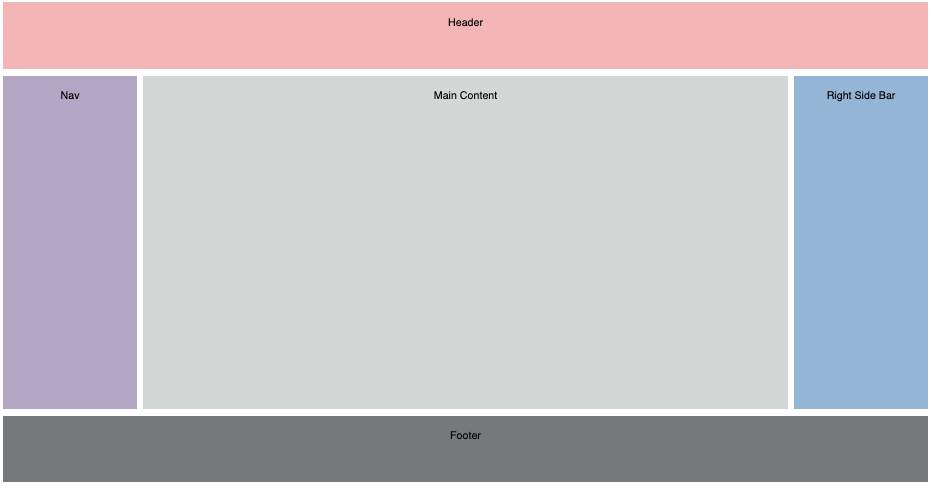 Header
Nav
Main Content
Right Side Bar
Footer